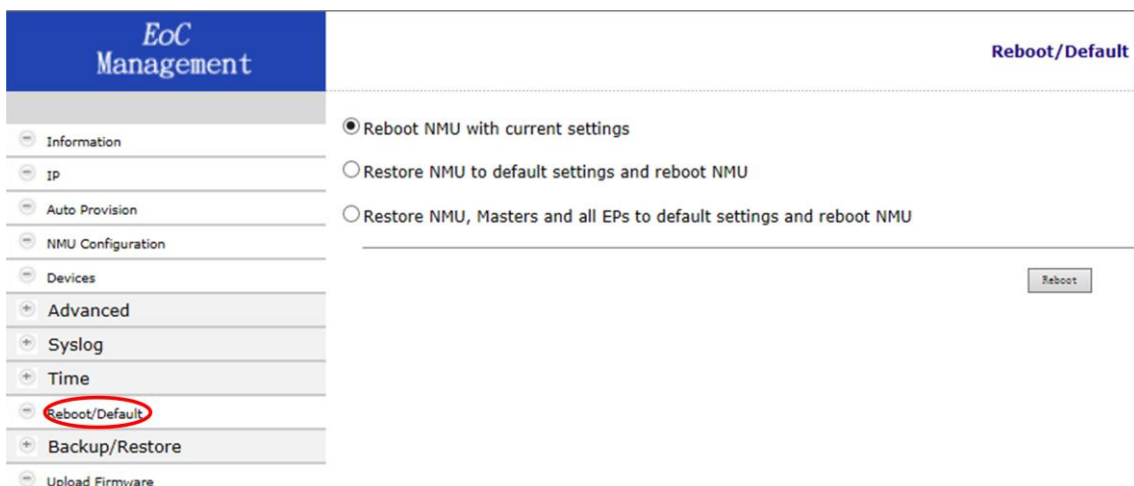 EoC
Management
Reboot/Default
Information
IP
Auto Provision
NMU Configuration
Devices
Advanced
Syslog
Time
Reboot/Default
Backup/Restore
Upload Firmware
Reboot NMU with current settings
Restore NMU to default settings and reboot NMU
Restore NMU, Masters and all EPs to default settings and reboot NMU
Reboot